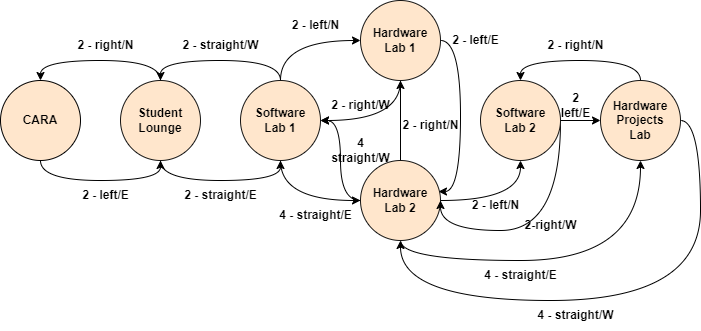 2 - left/N
Hardware
Lab 1
2 - left/E
2 - right/N
2 - straight/W
2 - right/N
CARA
Student
Lounge
Software
Lab 1
2 - right/W
2 - right/N
Software
Lab 2
2
left/E
Hardware
Projects
Lab
4
straight/W
2 - left/E
2 - straight/E
4 - straight/E
Hardware
Lab 2
2 - left/N
2-right/W
4 - straight/E
4 - straight/W